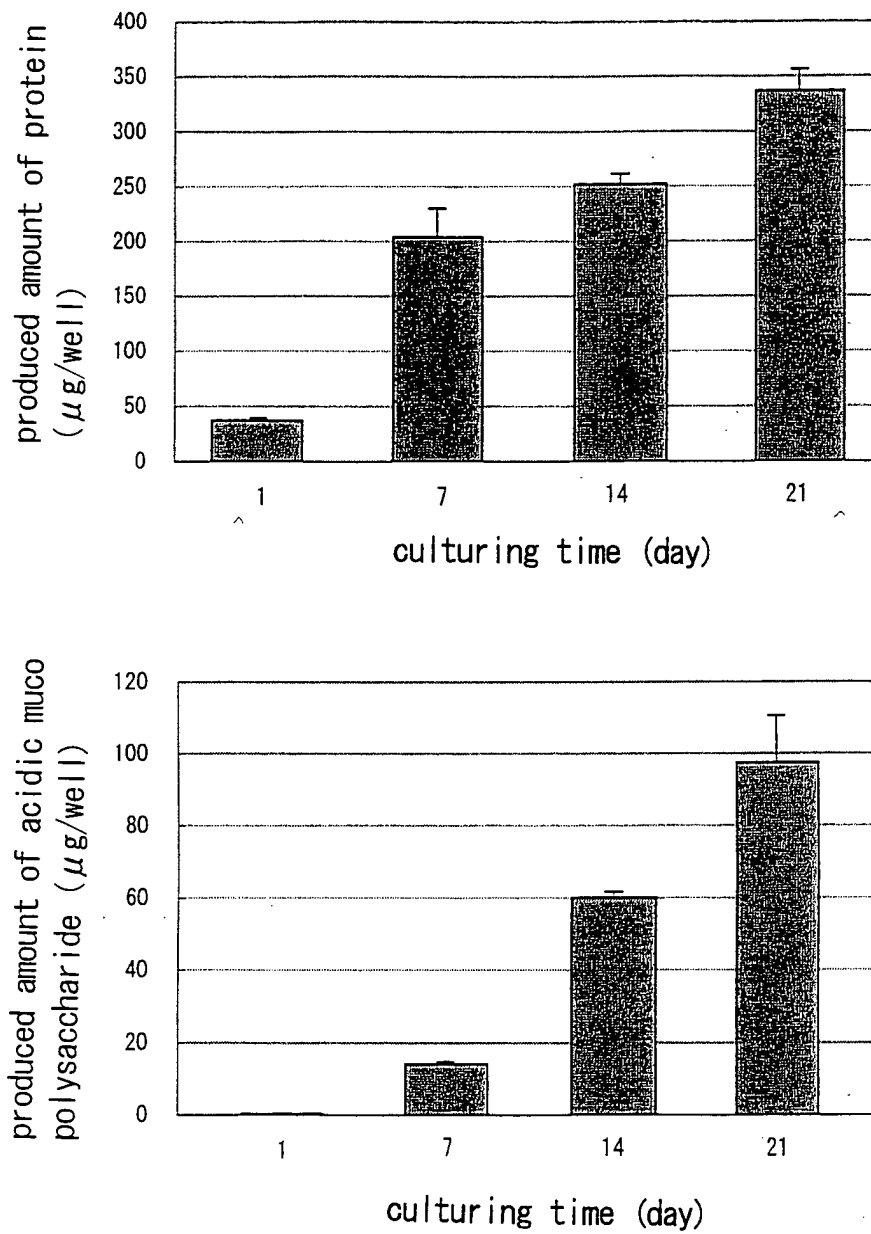 produced amount of protein
(μg/well)
400
350
300
250
200
150
100
50
0
1 7 14 21
culturing time (day)
produced amount of acidic muco
polysaccharide (μg/well)
120
100
80
60
40
20
0
1 7 14 21
culturing time (day)